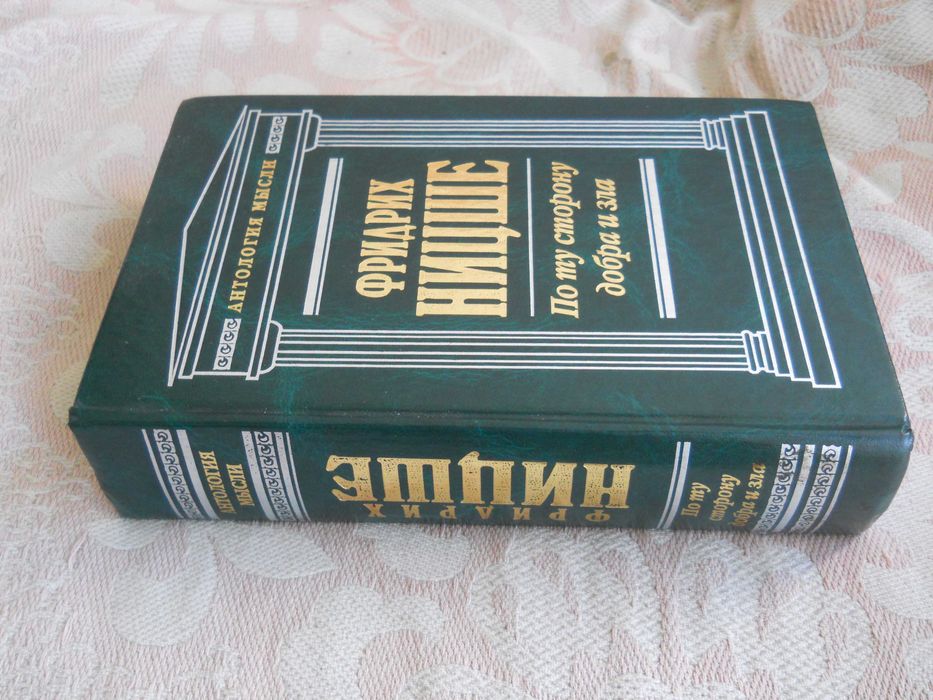 АНТОЛОГИЯ МЫСЛИ
ФРИДРИХ
НИЦШЕ
По ту сторону
добра и зла
АНТОЛОГИЯ
МЫСЛИ
ФРИДРИХ
НИЦШЕ
По ту
сторону
добра и зла